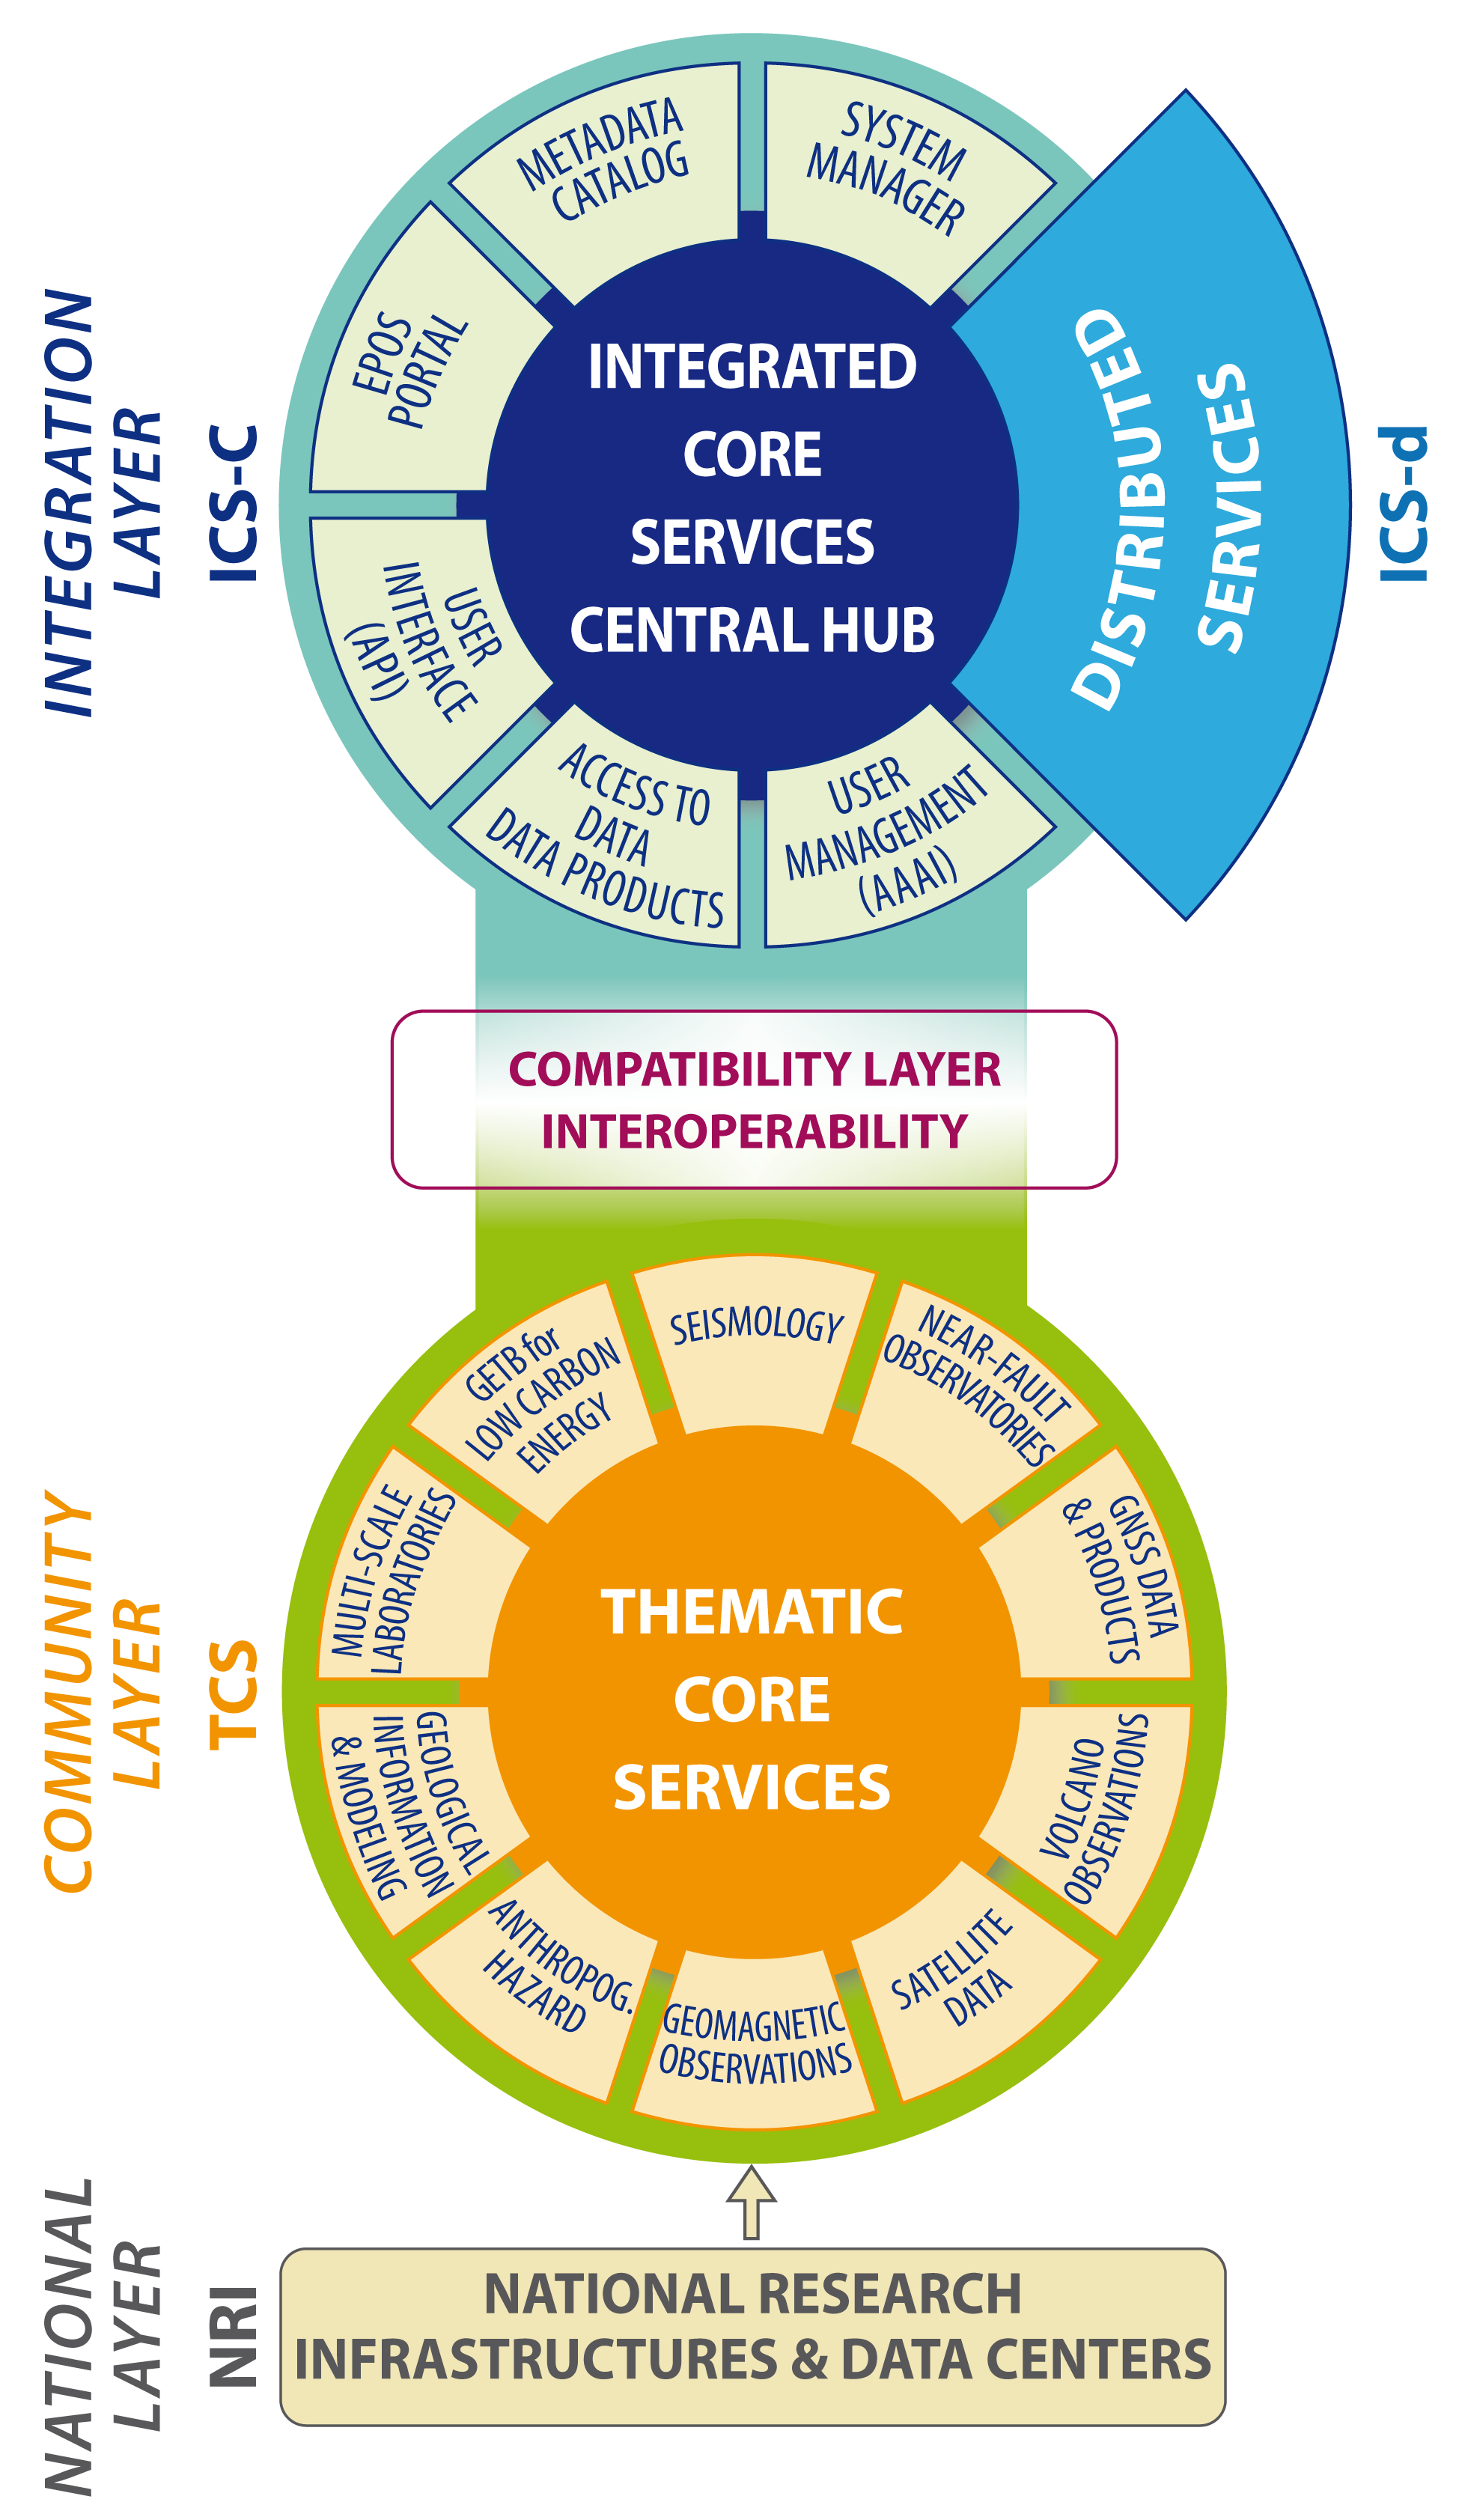 INTEGRATION
LAYER
ICS-C
METADATA
CATALOG
SYSTEM
MANAGER
EPOS
PORTAL
USER
INTERFACE
(API)
ACCESS TO
DATA
DATA PRODUCTS
USER
MANAGEMENT
(AAAI)
INTEGRATED
CORE
SERVICES
CENTRAL HUB
DISTRIBUTED
SERVICES
ICS-d
COMPATIBILITY LAYER
INTEROPERABILITY
COMMUNITY
LAYER
TCS
SEISMOLOGY
NEAR-FAULT
OBSERVATORIES
GNSS DATA
& PRODUCTS
VOLCANO
OBSERVATIONS
SATELLITE
DATA
GEOMAGNETIC
OBSERVATIONS
ANTHROPOG.
HAZARD
GEOLOGICAL
INFORMATION
& MODELING
MULTI-SCALE
LABORATORIES
GETB for
LOW CARBON
ENERGY
THEMATIC
CORE
SERVICES
NATIONAL
LAYER
NRI
NATIONAL RESEARCH
INFRASTRUCTURES & DATA CENTERS